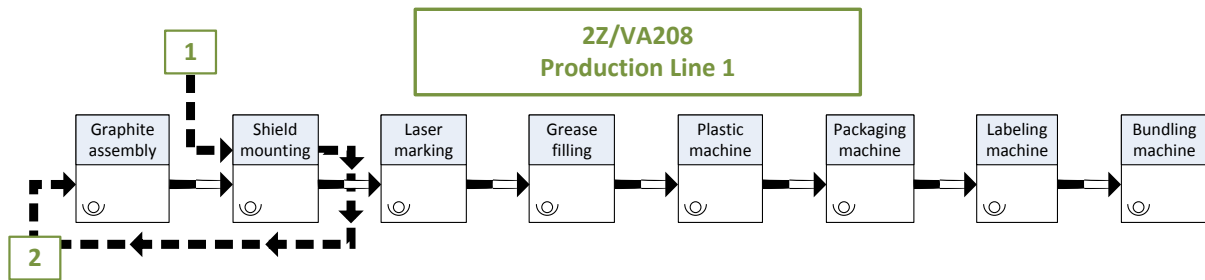 2Z/VA208
Production Line 1
1
Graphite
assembly
Shield
mounting
Laser
marking
Grease
filling
Plastic
machine
Packaging
machine
Labeling
machine
Bundling
machine
2